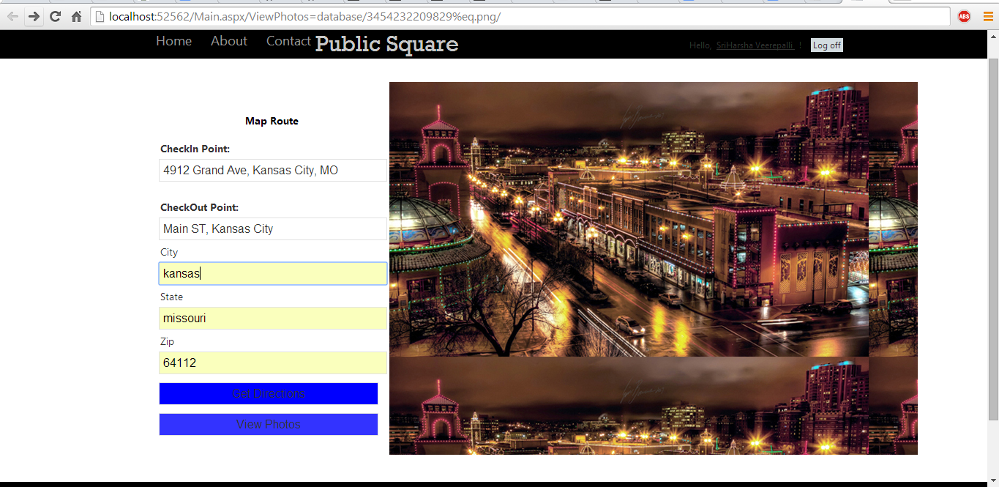 localhost:52562/Main.aspx/ViewPhotos=database/3454232209829%eq.png/
ABS
Home About Contact Public Square Hello, SriHarsha Veerepalli ! Log off
Map Route
CheckIn Point:
4912 Grand Ave, Kansas City, MO
CheckOut Point:
Main ST, Kansas City
City
kansas
State
missouri
Zip
64112
Get Directions
View Photos